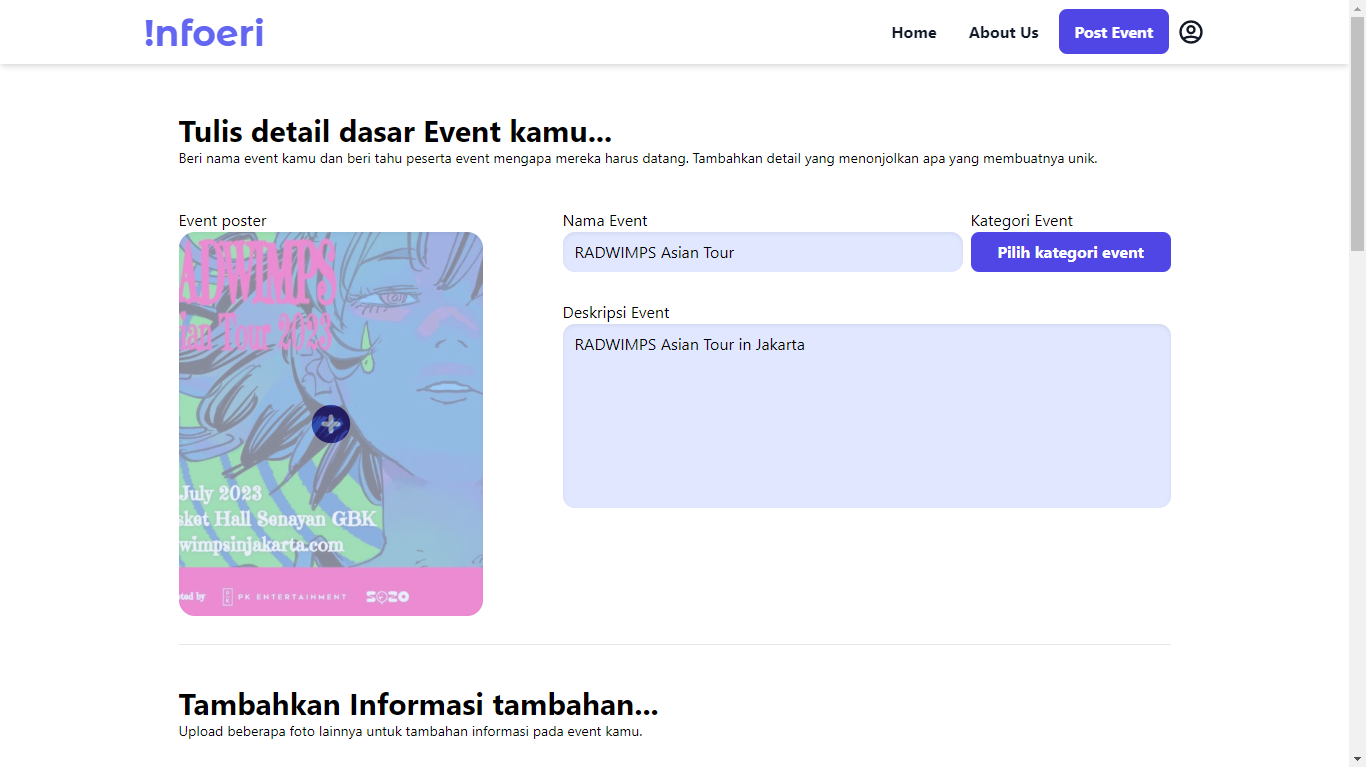 !nfoeri
Home About Us Post Event
Tulis detail dasar Event kamu...
Beri nama event kamu dan beri tahu peserta event mengapa mereka harus datang. Tambahkan detail yang menonjolkan apa yang membuatnya unik.
Event poster
ADWIMPS
ian Tour 2023
July 2023
sket Hall Senayan GBK
wimpsinjakarta.com
oted by PK ENTERTAINMENT SOZO
Nama Event
RADWIMPS Asian Tour
Kategori Event
Pilih kategori event
Deskripsi Event
RADWIMPS Asian Tour in Jakarta
Tambahkan Informasi tambahan...
Upload beberapa foto lainnya untuk tambahan informasi pada event kamu.